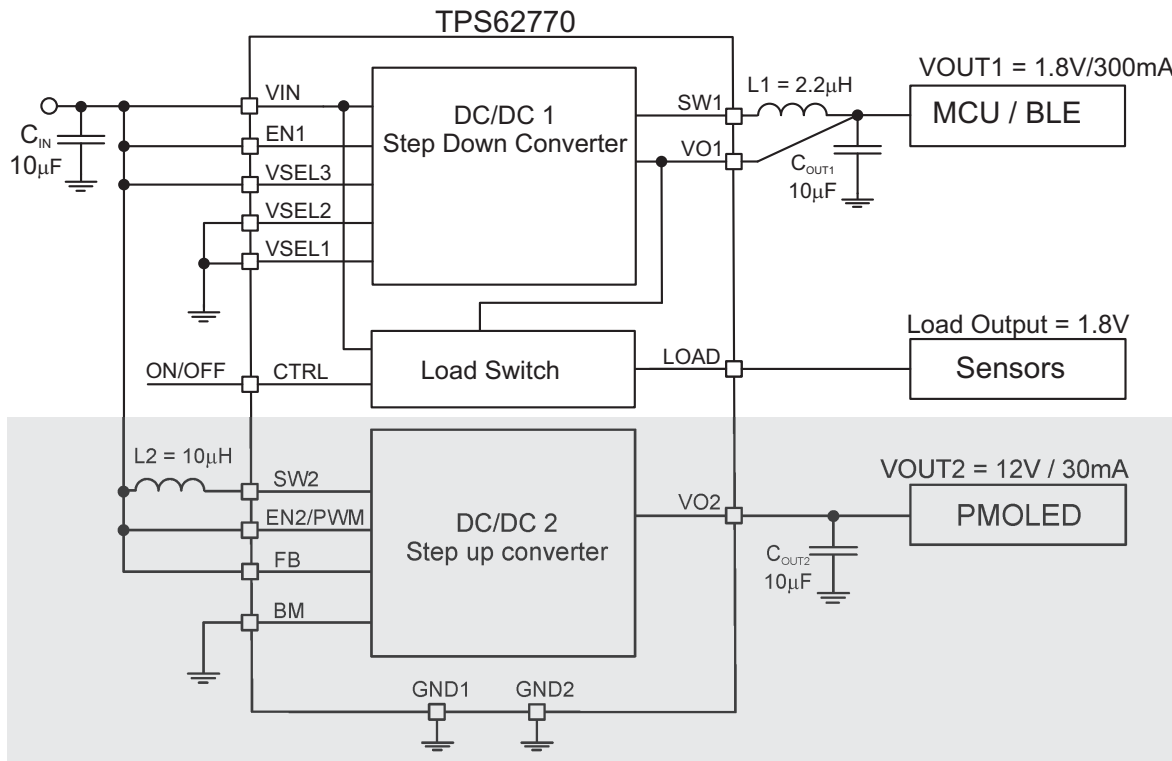 TPS62770
VIN
EN1
VSEL3
VSEL2
VSEL1
C_IN
10μF
DC/DC 1
Step Down Converter
SW1
VO1
L1 = 2.2μH
C_OUT1
10μF
VOUT1 = 1.8V/300mA
MCU / BLE
ON/OFF
CTRL
Load Switch
LOAD
Load Output = 1.8V
Sensors
L2 = 10μH
SW2
EN2/PWM
FB
BM
DC/DC 2
Step up converter
VO2
VOUT2 = 12V / 30mA
PMOLED
C_OUT2
10μF
GND1
GND2